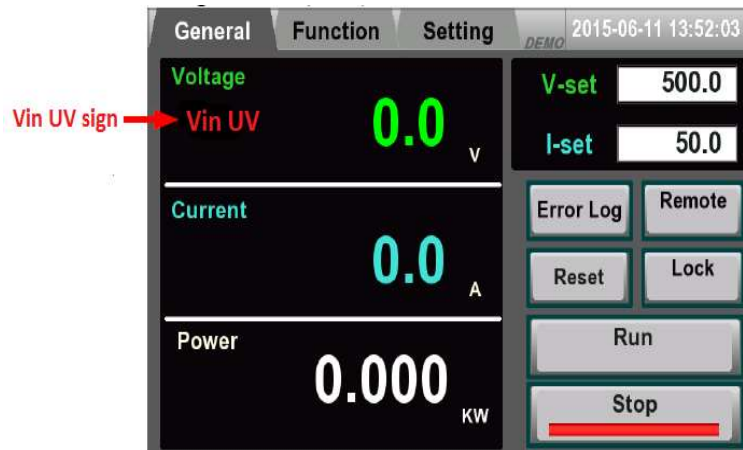 General Function Setting DEMO 2015-06-11 13:52:03
Voltage
Vin UV sign Vin UV 0.0 V
V-set 500.0
I-set 50.0
Current
0.0 A
Error Log Remote
Reset Lock
Power
0.000 KW
Run
Stop